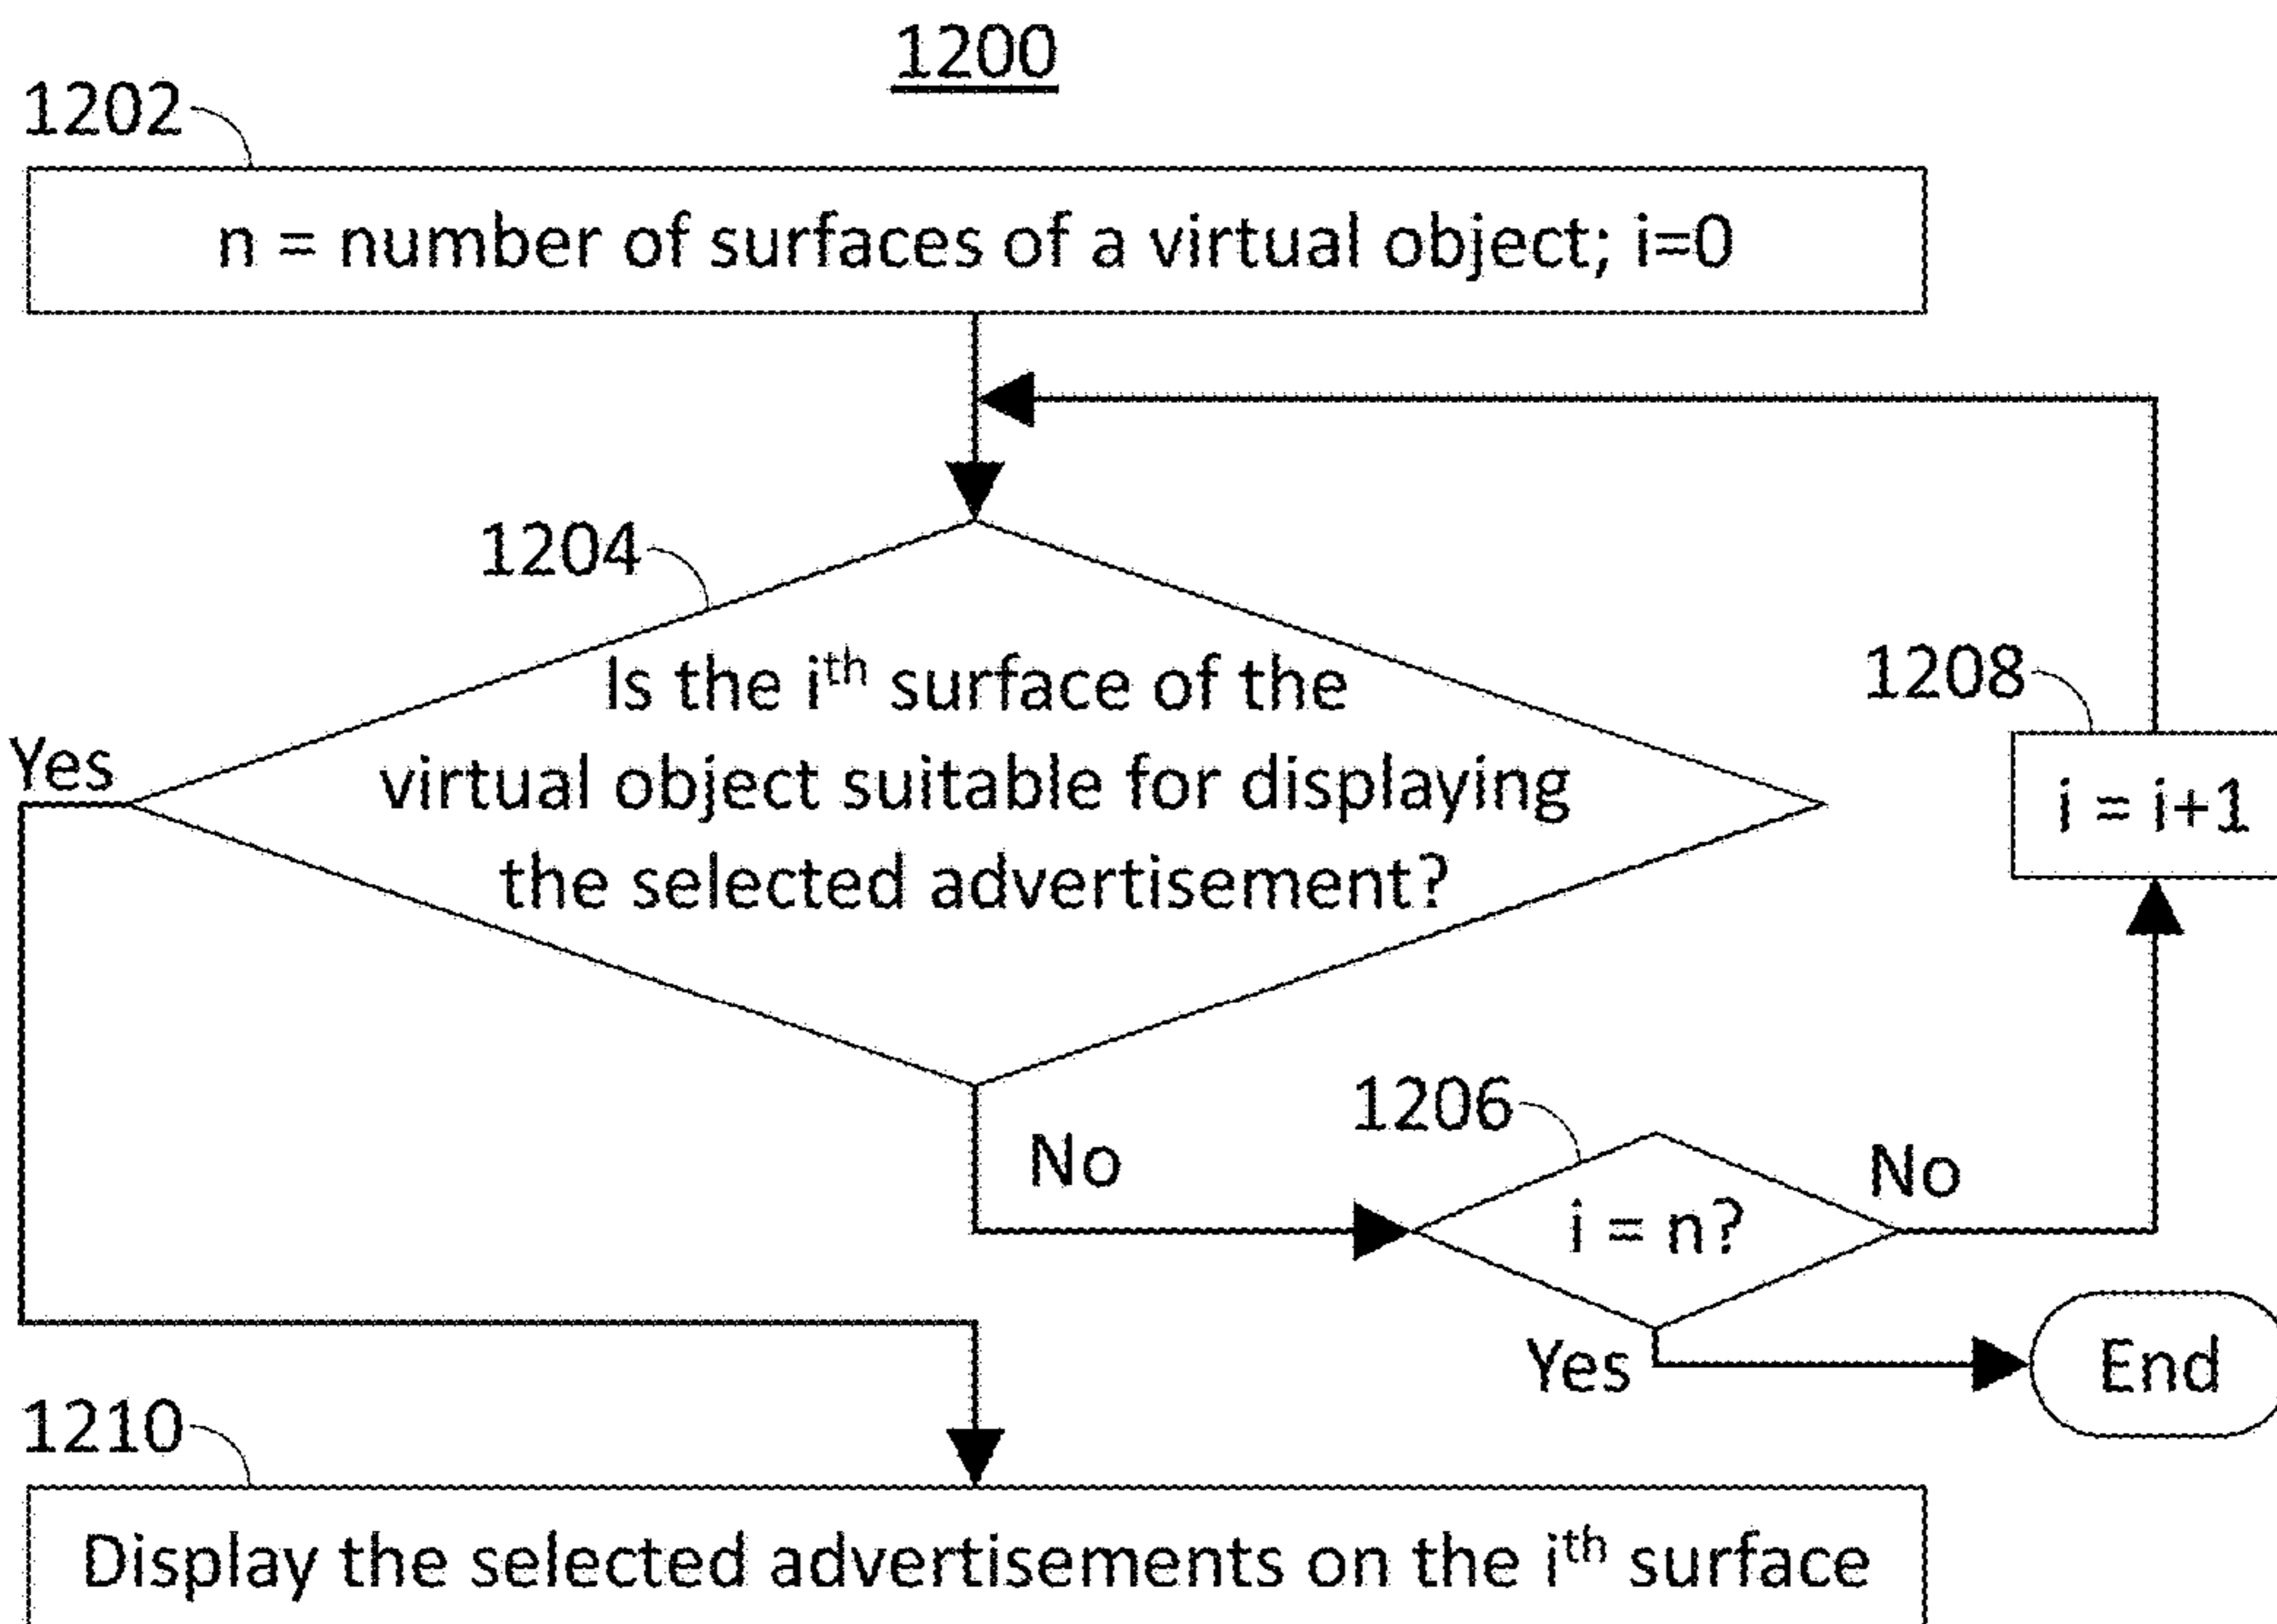 1200
1202
n = number of surfaces of a virtual object; i=0
1204
Is the ith surface of the
virtual object suitable for displaying
the selected advertisement?
Yes
1208
i = i+1
No
1206
i = n?
No
Yes
End
1210
Display the selected advertisements on the ith surface